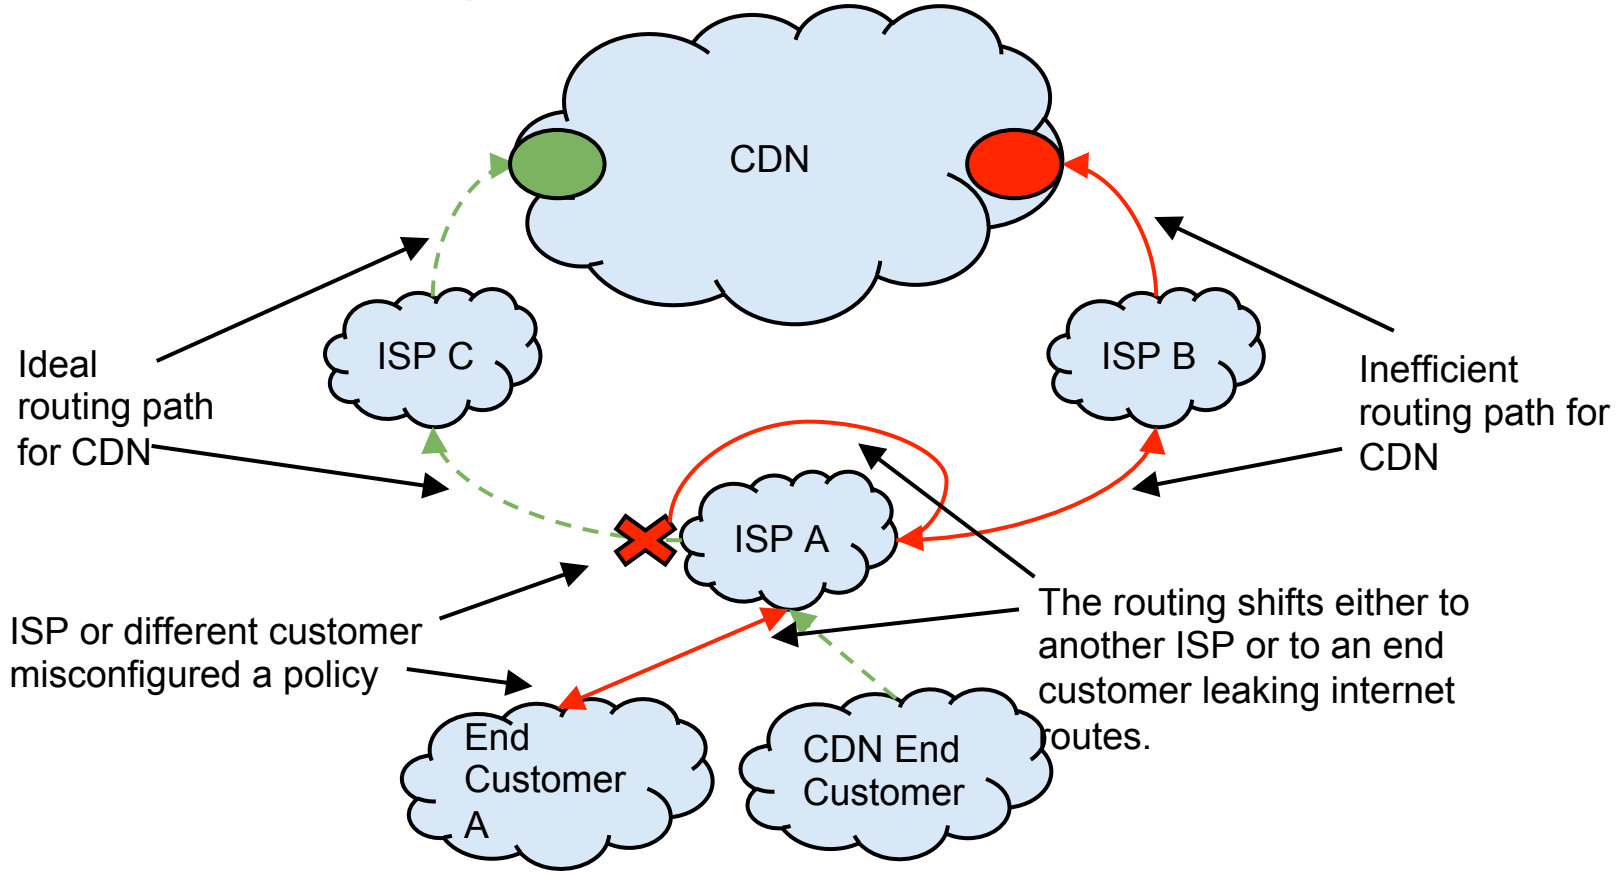 CDN
ISP C
ISP B
Ideal
routing path
for CDN
Inefficient
routing path for
CDN
ISP A
ISP or different customer
misconfigured a policy
The routing shifts either to
another ISP or to an end
customer leaking internet
routes.
End
Customer
A
CDN End
Customer